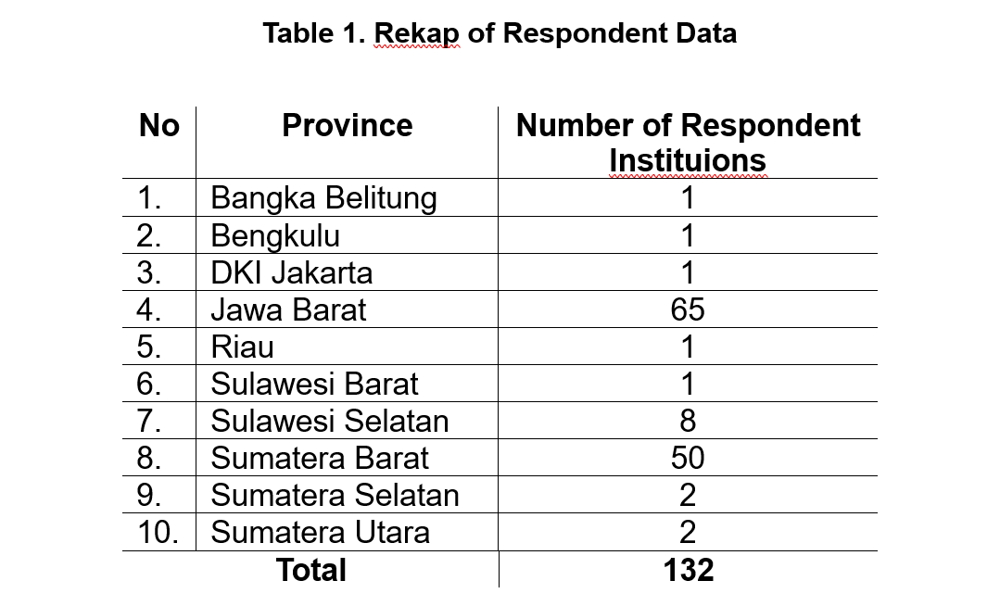 Table 1. Rekap of Respondent Data
No Province Number of Respondent
Instituions
1. Bangka Belitung 1
2. Bengkulu 1
3. DKI Jakarta 1
4. Jawa Barat 65
5. Riau 1
6. Sulawesi Barat 1
7. Sulawesi Selatan 8
8. Sumatera Barat 50
9. Sumatera Selatan 2
10. Sumatera Utara 2
Total 132